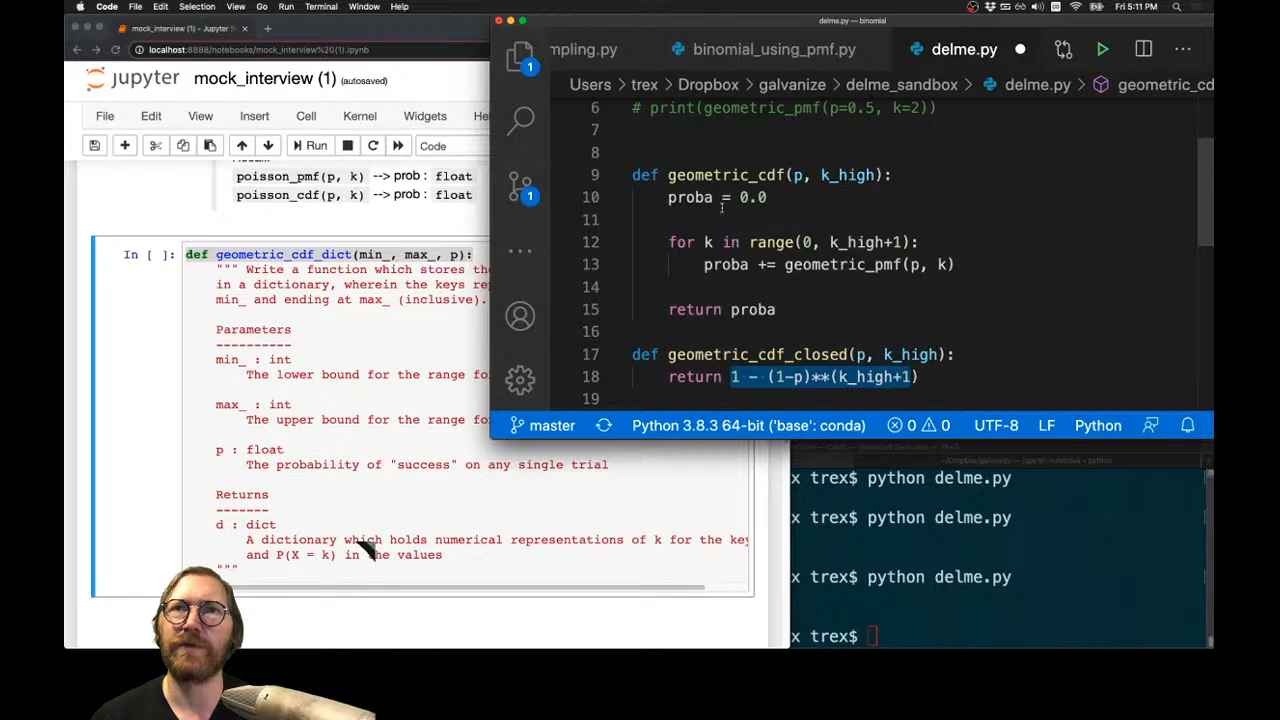 Code File Edit Selection View Go Run Terminal Window Help Fri 5:11 PM
mock_interview (1) - Jupyter
localhost:8888/notebooks/mock_interview%20(1).ipynb
jupyter mock_interview (1) (autosaved)
File Edit View Insert Cell Kernel Widgets
Run Code
poisson_pmf(p, k) --> prob : float
poisson_cdf(p, k) --> prob : float
In [ ]: def geometric_cdf_dict(min_, max_, p):
""" Write a function which stores the
in a dictionary, wherein the keys
min_ and ending at max_ (inclusive).
Parameters
----------
min_ : int
The lower bound for the range
max_ : int
The upper bound for the range
p : float
The probability of "success" on any single trial
Returns
-------
d : dict
A dictionary which holds numerical representations of k for the
and P(X = k) in the values
"""
delme.py — binomial
mpling.py binomial_using_pmf.py delme.py
Users › trex › Dropbox › galvanize › delme_sandbox › delme.py › geometric_cd
6 # print(geometric_pmf(p=0.5, k=2))
7
8
9 def geometric_cdf(p, k_high):
10 proba = 0.0
11
12 for k in range(0, k_high+1):
13 proba += geometric_pmf(p, k)
14
15 return proba
16
17 def geometric_cdf_closed(p, k_high):
18 return 1 - (1-p)**(k_high+1)
19
1
1
master Python 3.8.3 64-bit ('base': conda) 0 0 UTF-8 LF Python
x trex$ python delme.py
x trex$ python delme.py
x trex$ python delme.py
x trex$